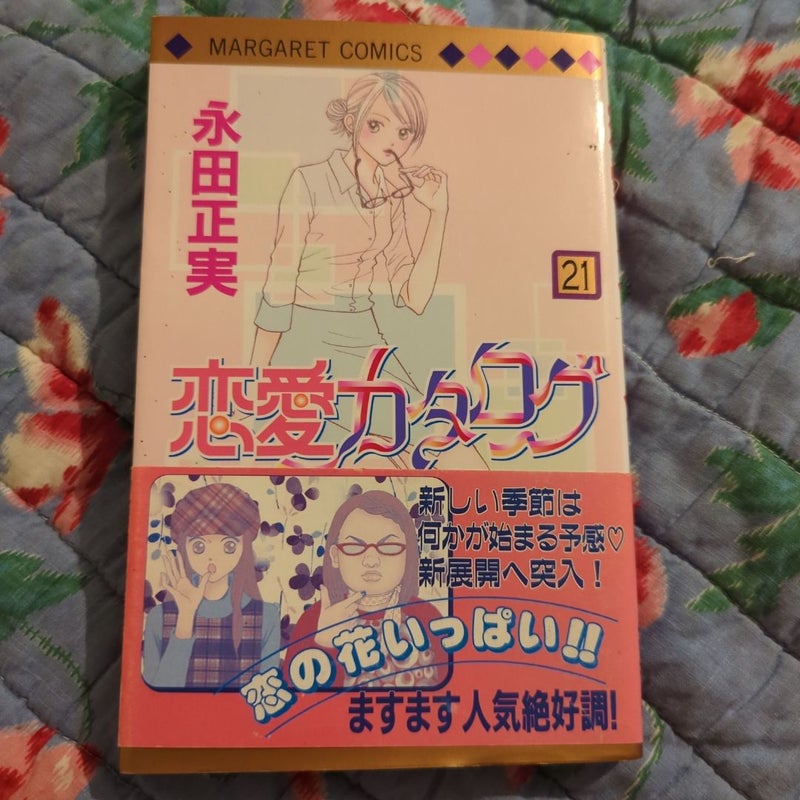 MARGARET COMICS
永田正実
21
恋愛カタログ
新しい季節は
何かが始まる予感♡
新展開へ突入!
恋の花いっぱい!!
ますます人気絶好調!